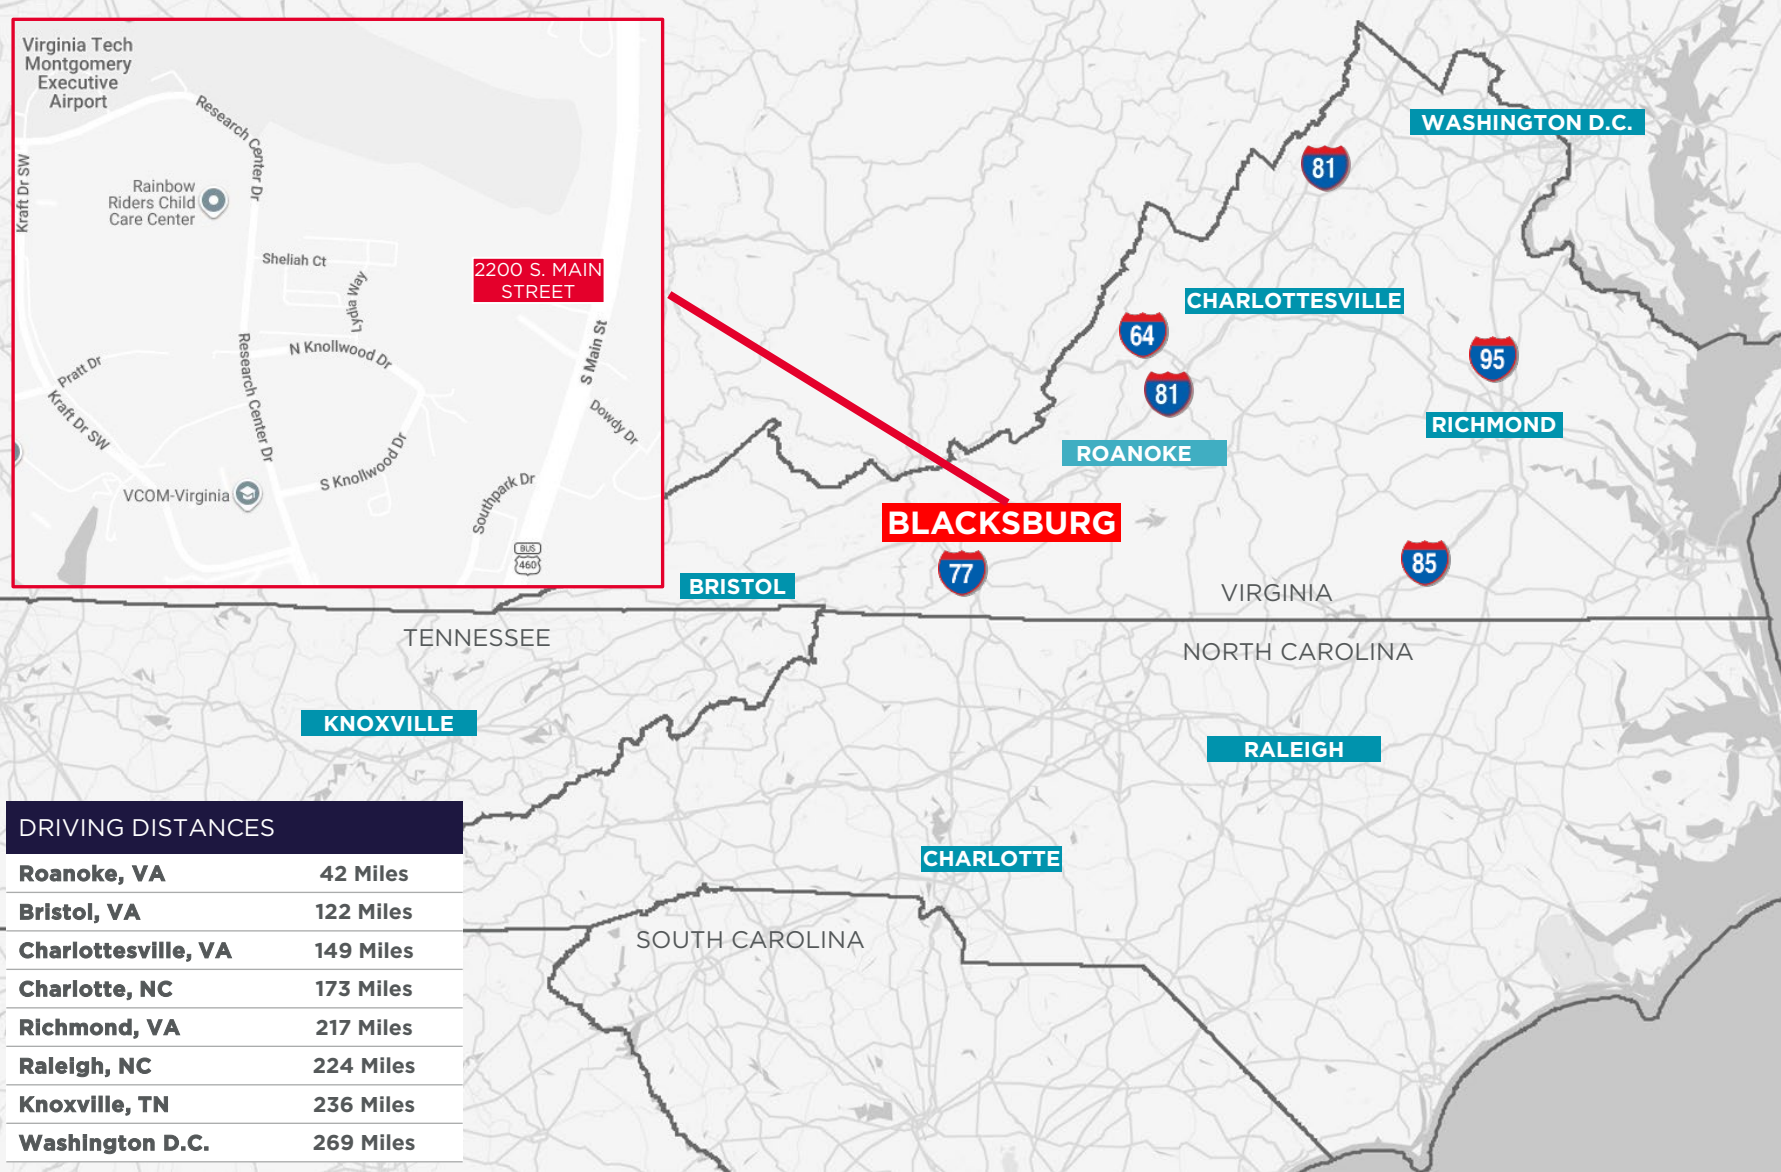 Virginia Tech
Montgomery
Executive
Airport
Research Center Dr
Kraft Dr SW
Rainbow
Riders Child
Care Center
Sheliah Ct
Lydia Way
2200 S. MAIN
STREET
S Main St
N Knollwood Dr
Research Center Dr
Pratt Dr
Kraft Dr SW
Dowdy Dr
S Knollwood Dr
VCOM-Virginia
Southpark Dr
BUS
460
WASHINGTON D.C.
81
CHARLOTTESVILLE
64
95
81
RICHMOND
ROANOKE
BLACKSBURG
77
85
BRISTOL
VIRGINIA
TENNESSEE
NORTH CAROLINA
KNOXVILLE
RALEIGH
CHARLOTTE
SOUTH CAROLINA
DRIVING DISTANCES
Roanoke, VA 42 Miles
Bristol, VA 122 Miles
Charlottesville, VA 149 Miles
Charlotte, NC 173 Miles
Richmond, VA 217 Miles
Raleigh, NC 224 Miles
Knoxville, TN 236 Miles
Washington D.C. 269 Miles